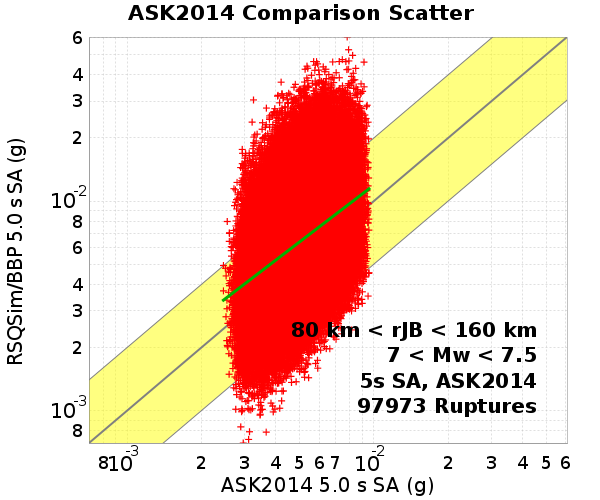 ASK2014 Comparison Scatter
RSQSim/BBP 5.0 s SA (g)
6
4
3
2
10-2
8
6
4
3
2
10-3
8
80 km < rJB < 160 km
7 < Mw < 7.5
5s SA, ASK2014
97973 Ruptures
8 10-3 2 3 4 5 6 7 10-2 2 3 4 5 6
ASK2014 5.0 s SA (g)